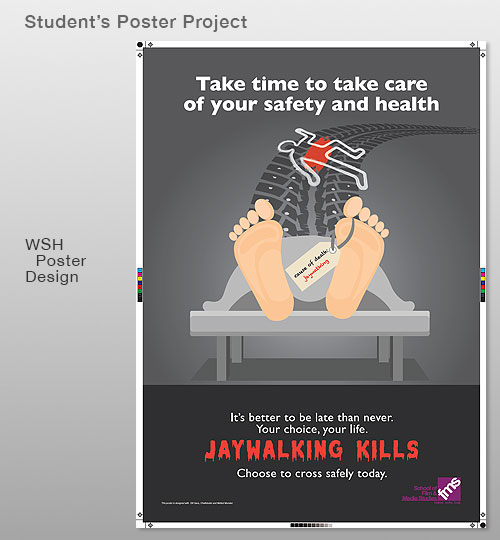 Student's Poster Project
Take time to take care
of your safety and health
WSH
Poster
Design
cause of death:
jaywalking
It's better to be late than never.
Your choice, your life.
JAYWALKING KILLS
Choose to cross safely today.
School of
Film &
Media Studies
fms